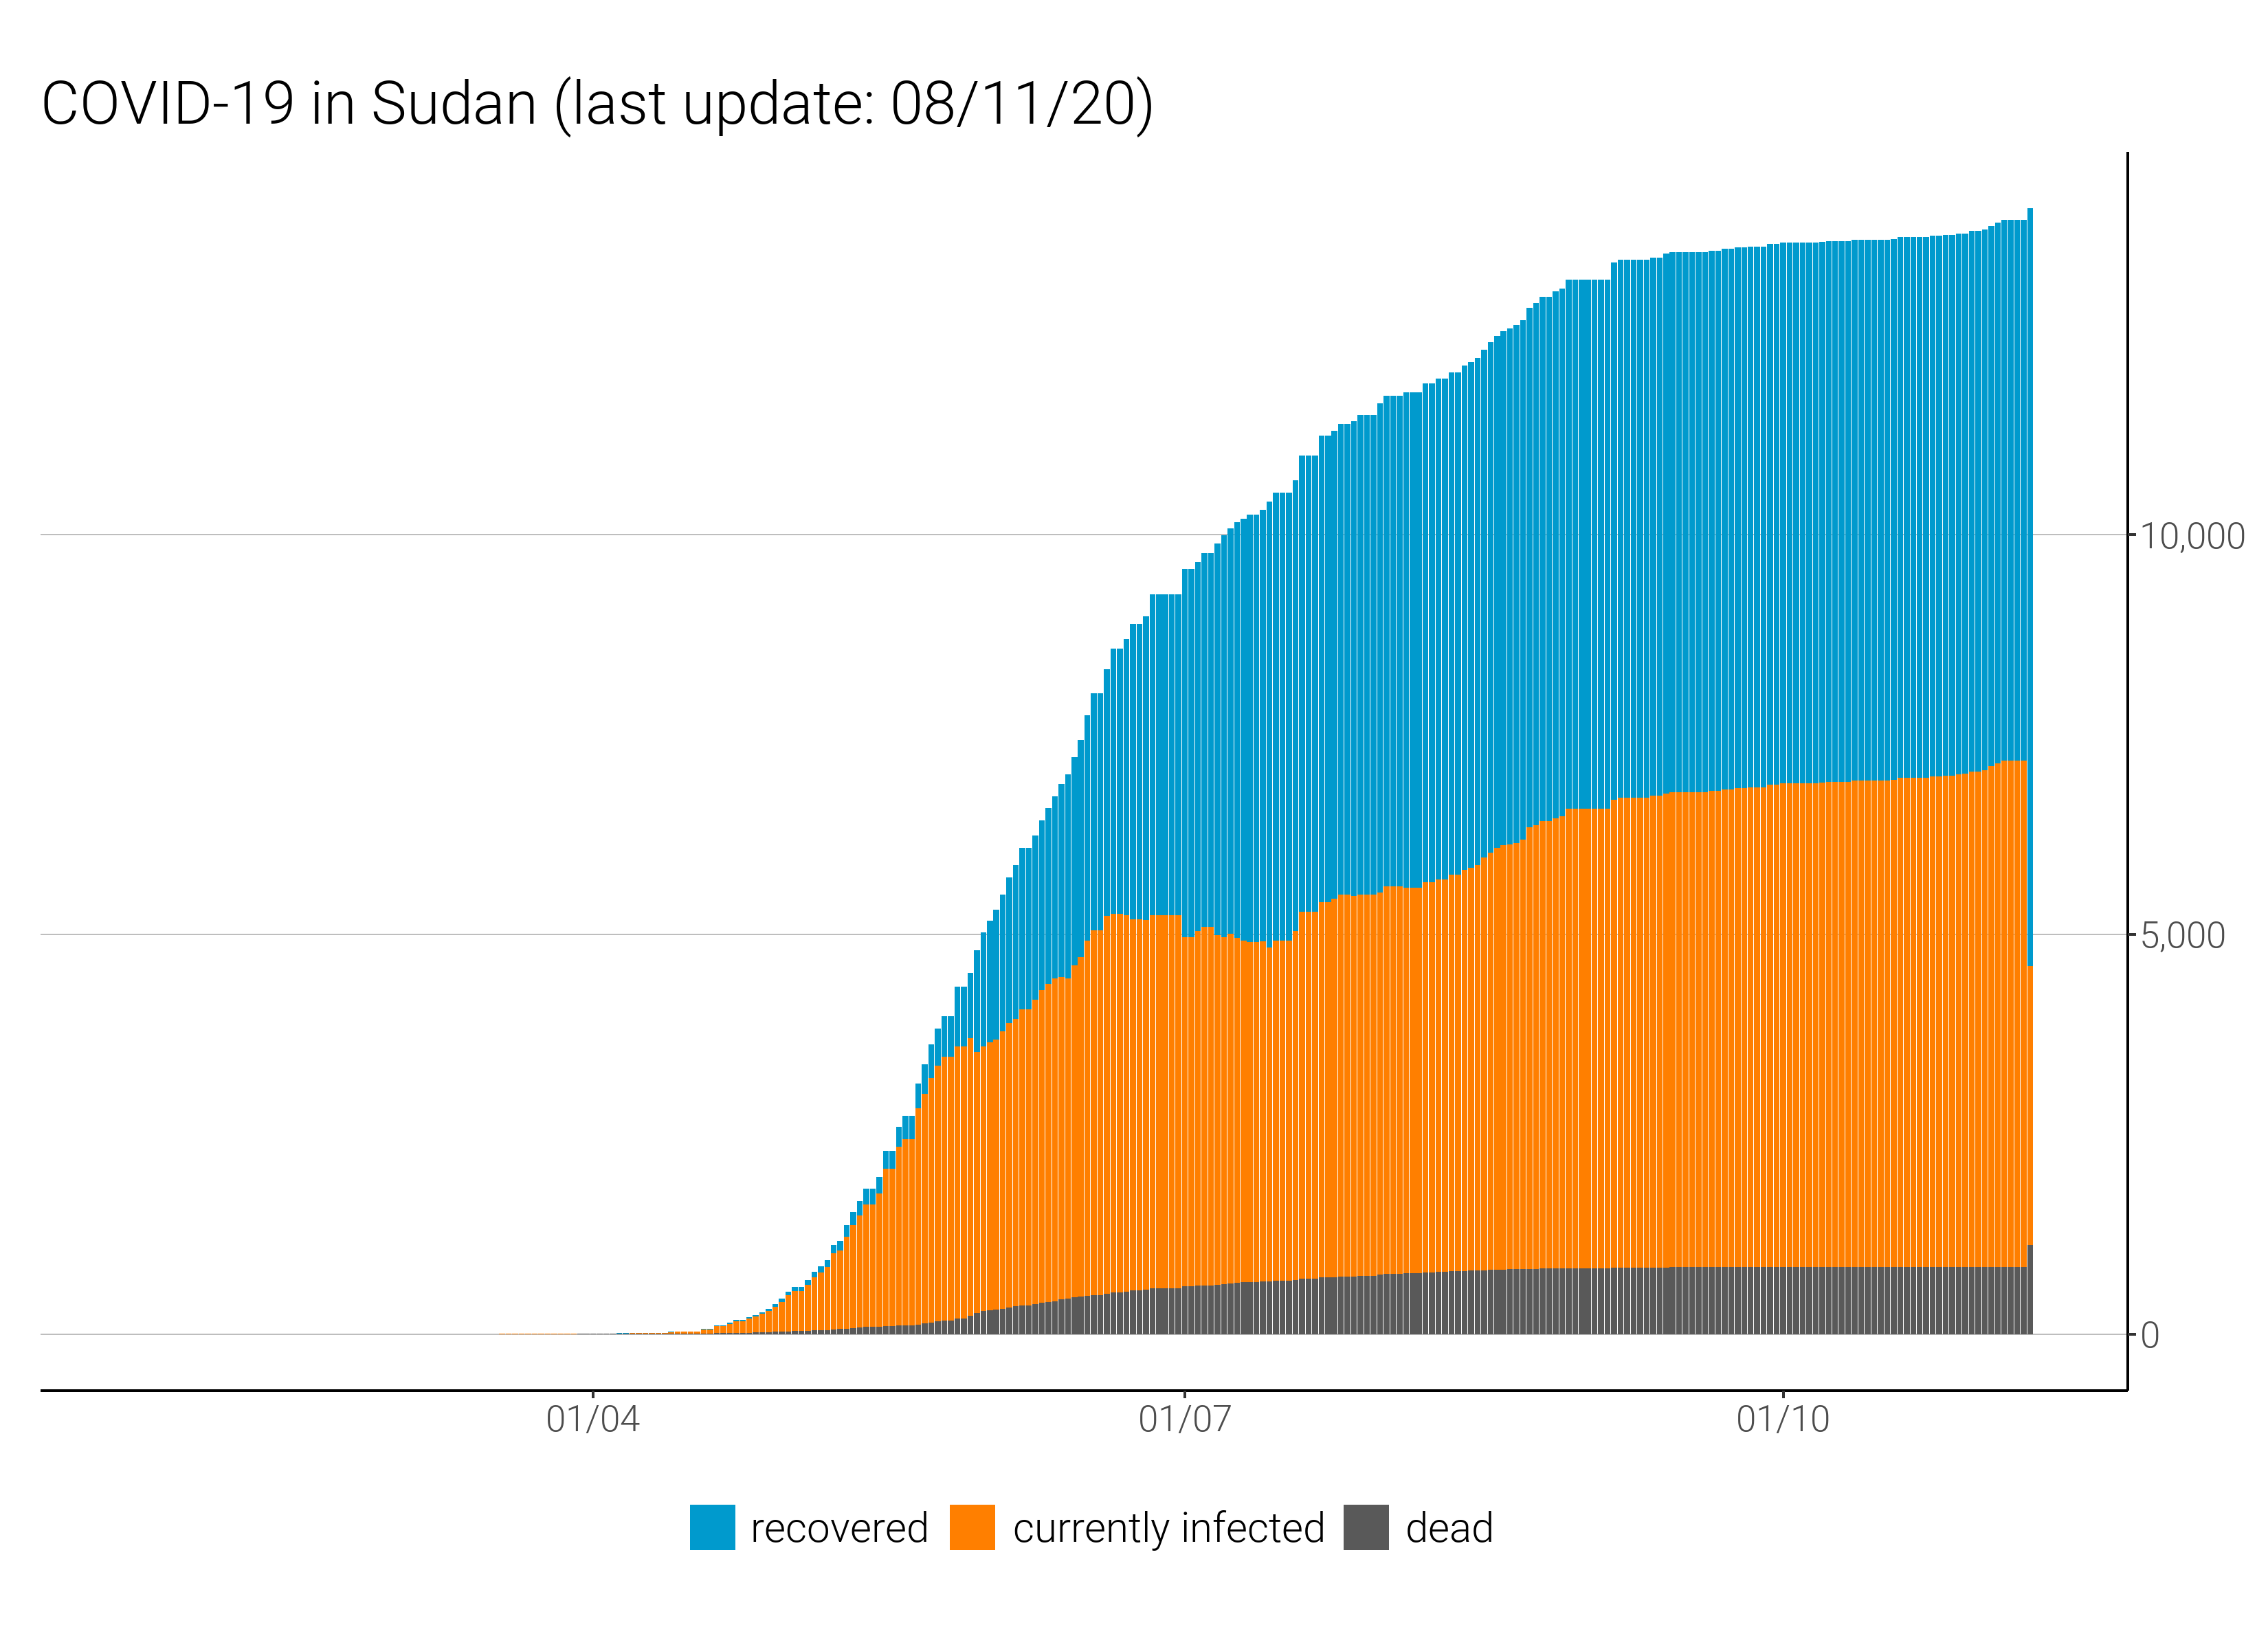 COVID-19 in Sudan (last update: 08/11/20)
10,000
5,000
0
01/04 01/07 01/10
recovered currently infected dead